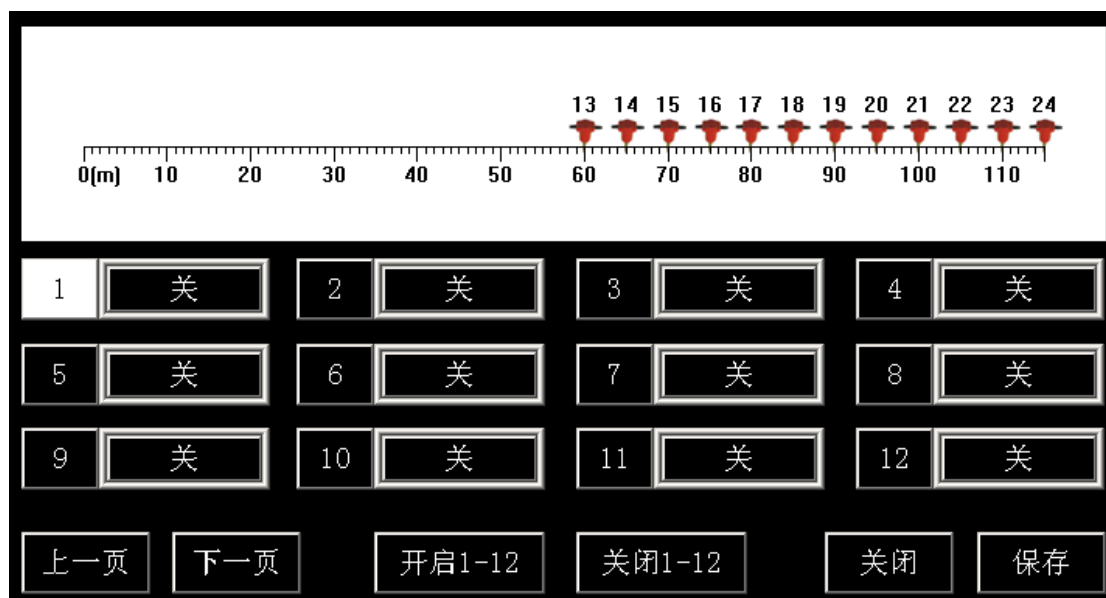 13 14 15 16 17 18 19 20 21 22 23 24
0(m) 10 20 30 40 50 60 70 80 90 100 110
1 关 2 关 3 关 4 关
5 关 6 关 7 关 8 关
9 关 10 关 11 关 12 关
上一页 下一页 开启1-12 关闭1-12 关闭 保存